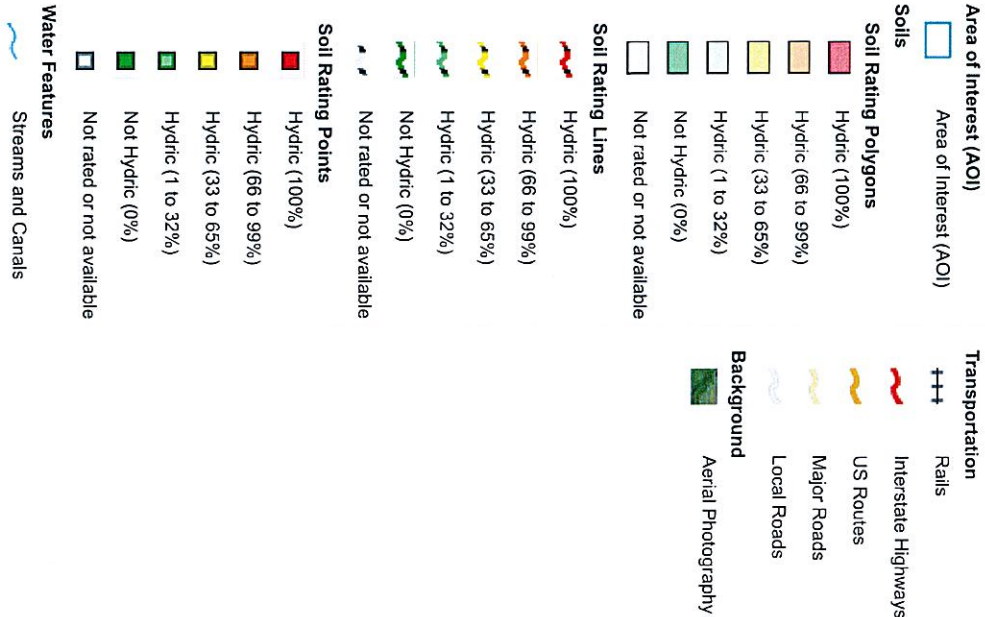 Area of Interest (AOI)
Area of Interest (AOI)
Soils
Soil Rating Polygons
Hydric (100%)
Hydric (66 to 99%)
Hydric (33 to 65%)
Hydric (1 to 32%)
Not Hydric (0%)
Not rated or not available
Soil Rating Lines
Hydric (100%)
Hydric (66 to 99%)
Hydric (33 to 65%)
Hydric (1 to 32%)
Not Hydric (0%)
Not rated or not available
Soil Rating Points
Hydric (100%)
Hydric (66 to 99%)
Hydric (33 to 65%)
Hydric (1 to 32%)
Not Hydric (0%)
Not rated or not available
Water Features
Streams and Canals
Transportation
Rails
Interstate Highways
US Routes
Major Roads
Local Roads
Background
Aerial Photography